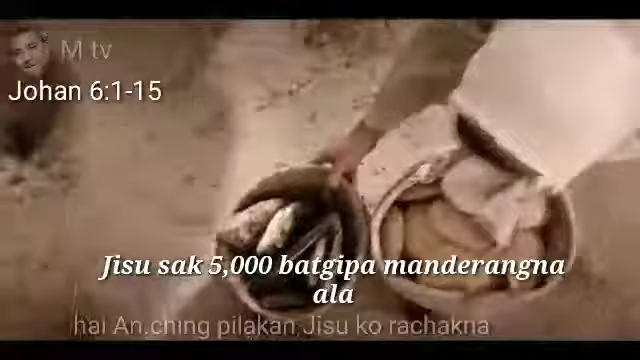 M tv
Johan 6:1-15
Jisu sak 5,000 batgipa manderangna
ala
hai An.ching pilakan Jisu ko rachakna